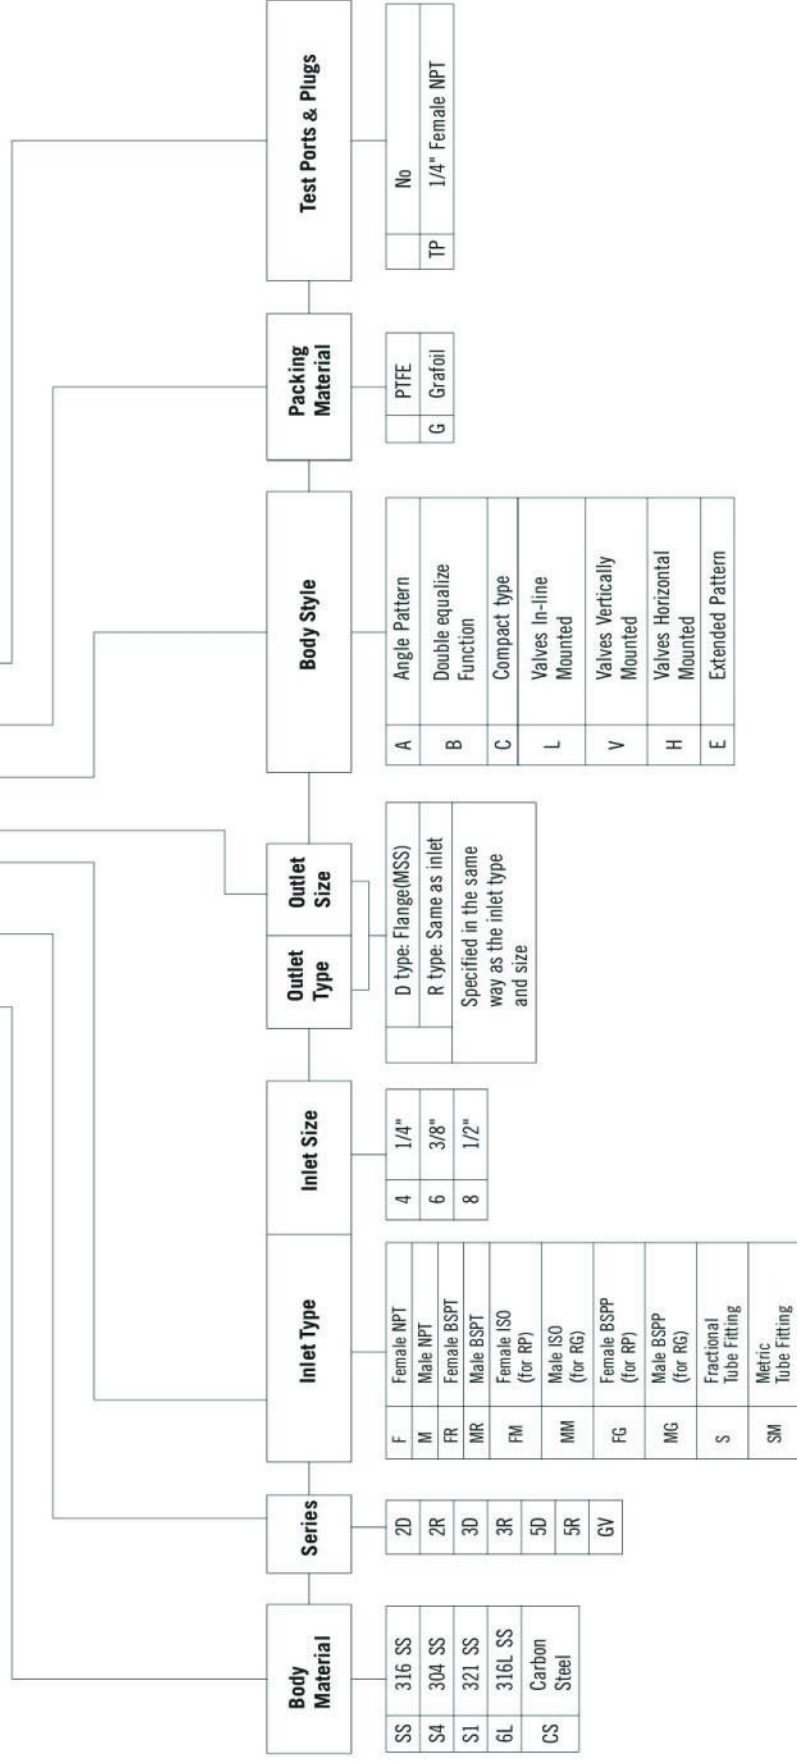 Body
Material
SS 316 SS
S4 304 SS
S1 321 SS
6L 316L SS
CS Carbon
Steel
Series
2D
2R
3D
3R
5D
5R
GV
Inlet Type
F Female NPT
M Male NPT
FR Female BSPT
MR Male BSPT
FM Female ISO
(for RP)
MM Male ISO
(for RG)
FG Female BSPP
(for RP)
MG Male BSPP
(for RG)
S Fractional
Tube Fitting
SM Metric
Tube Fitting
Inlet Size
4 1/4"
6 3/8"
8 1/2"
Outlet
Type
Outlet
Size
D type: Flange(MSS)
R type: Same as inlet
Specified in the same
way as the inlet type
and size
Body Style
A Angle Pattern
B Double equalize
Function
C Compact type
L Valves In-line
Mounted
V Valves Vertically
Mounted
H Valves Horizontal
Mounted
E Extended Pattern
Packing
Material
PTFE
G Grafoil
Test Ports & Plugs
No
TP 1/4" Female NPT